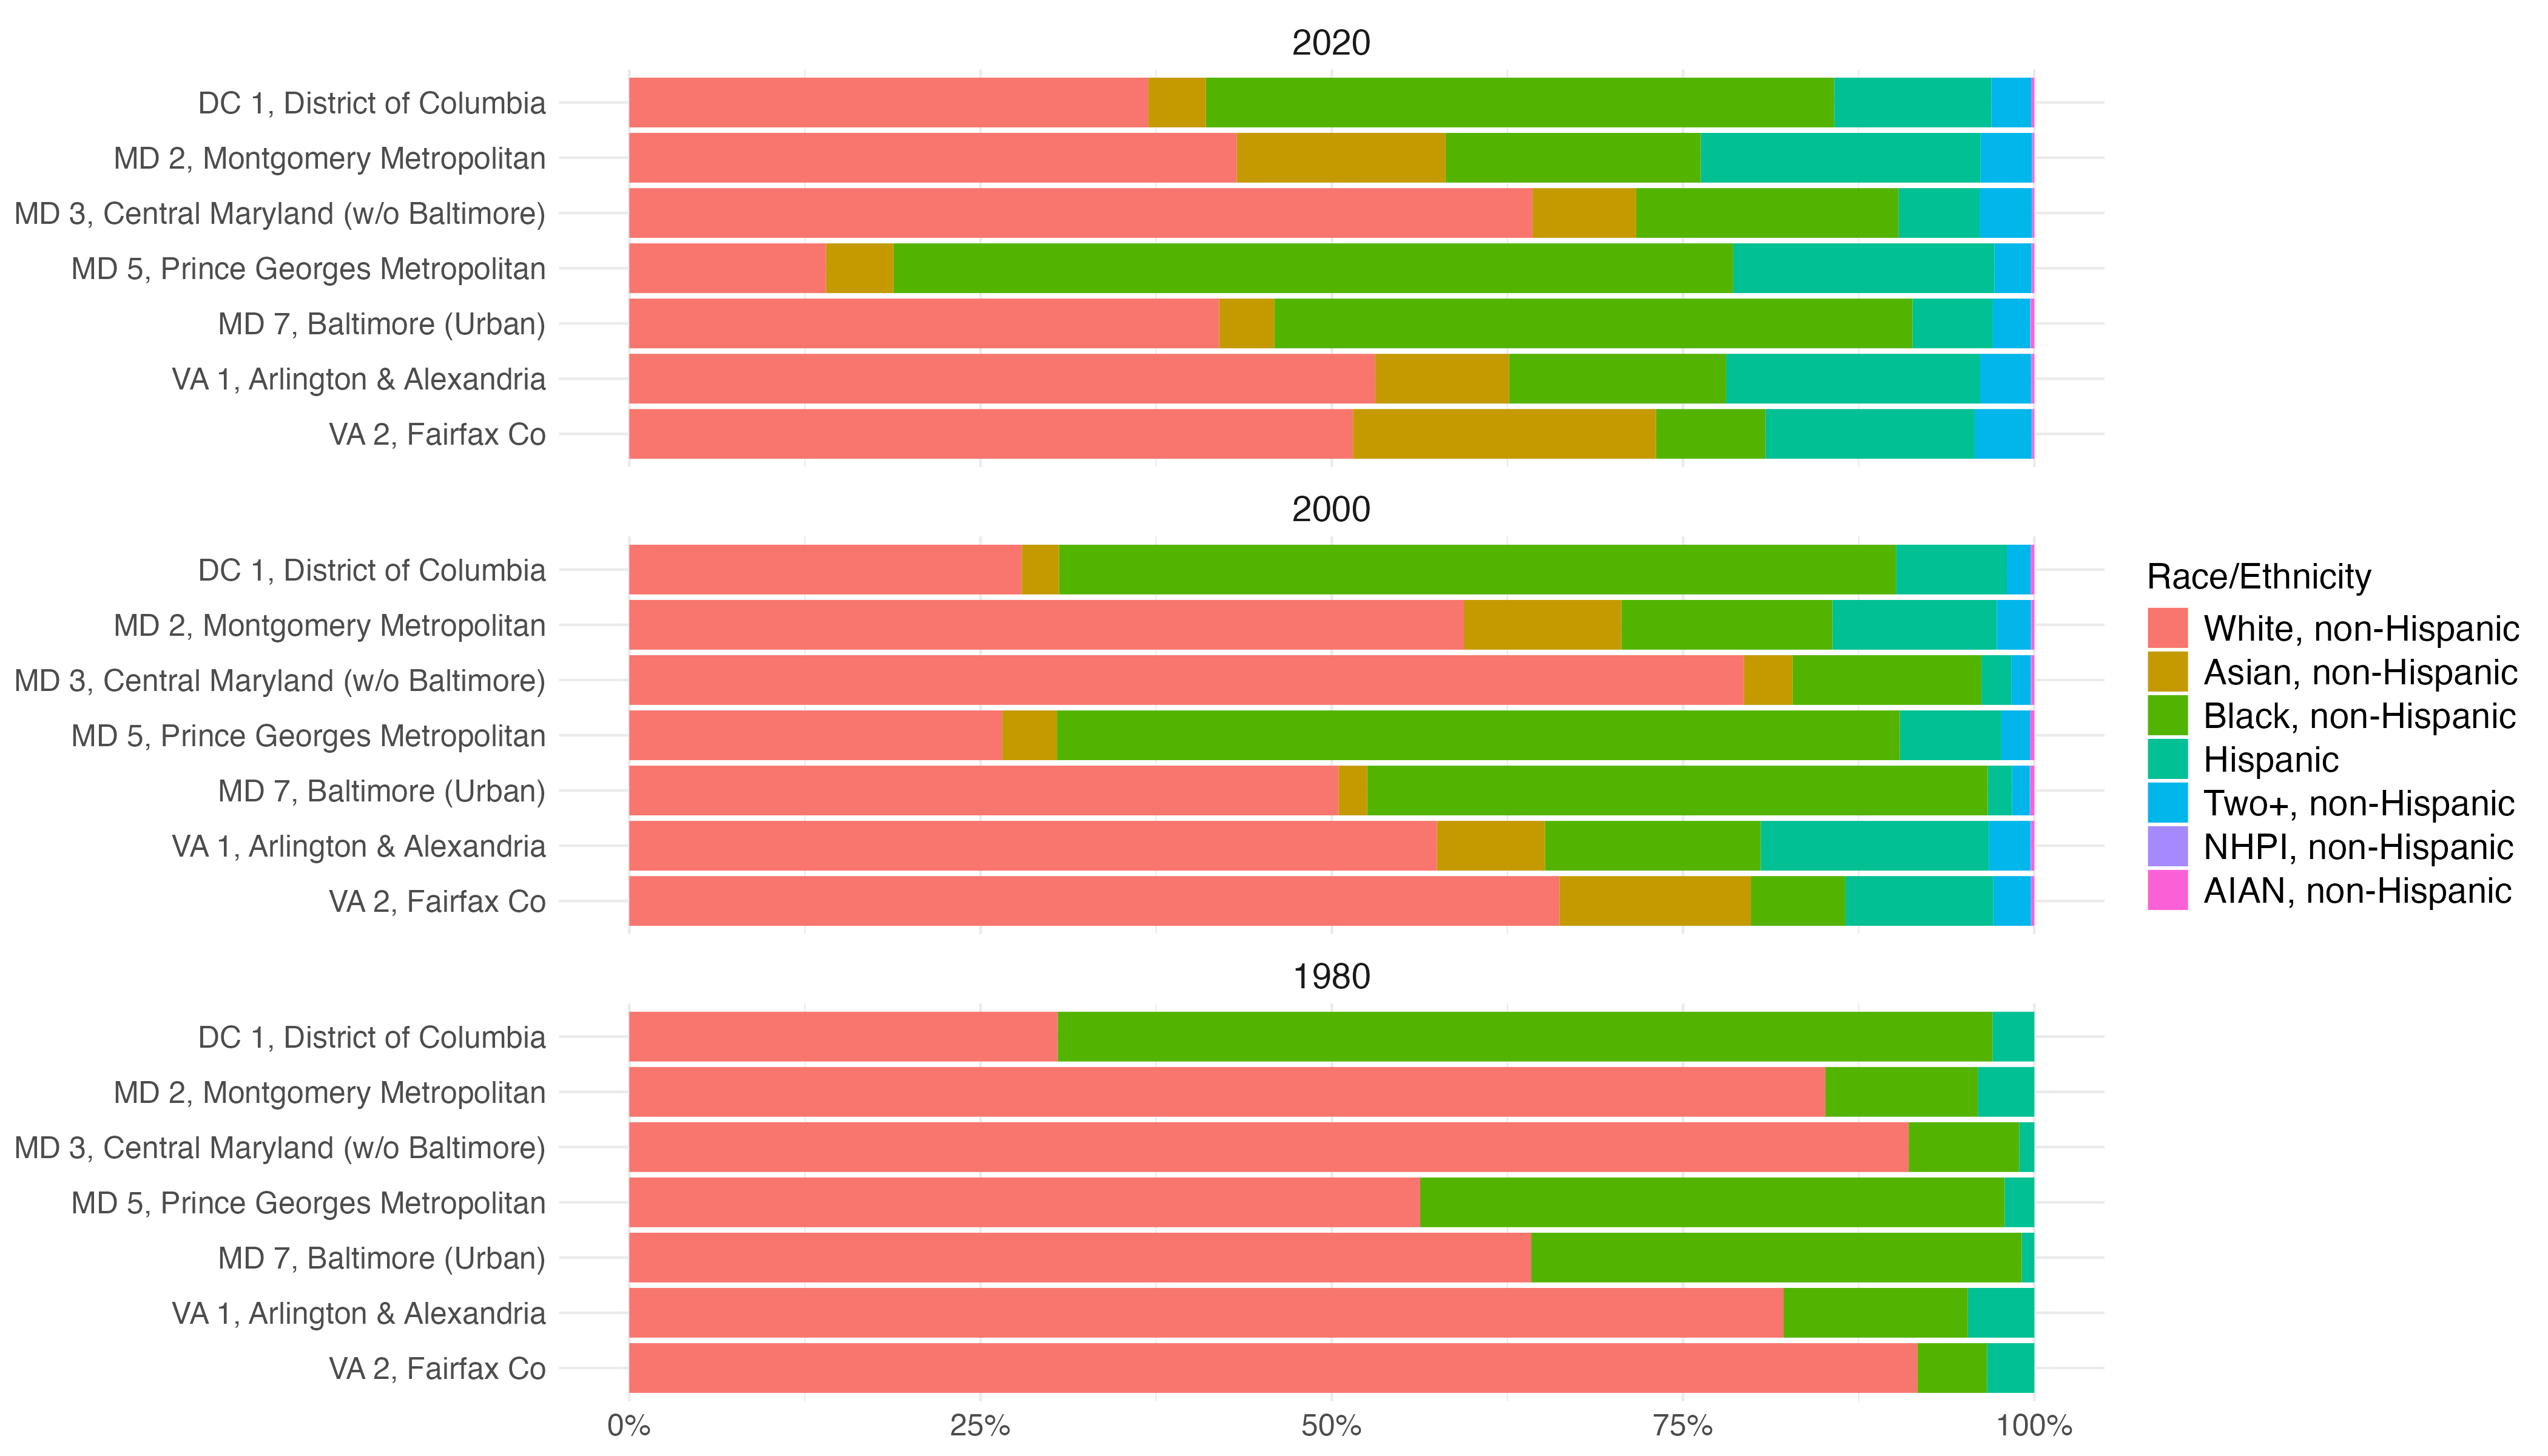 2020
DC 1, District of Columbia
MD 2, Montgomery Metropolitan
MD 3, Central Maryland (w/o Baltimore)
MD 5, Prince Georges Metropolitan
MD 7, Baltimore (Urban)
VA 1, Arlington & Alexandria
VA 2, Fairfax Co
2000
DC 1, District of Columbia
MD 2, Montgomery Metropolitan
MD 3, Central Maryland (w/o Baltimore)
MD 5, Prince Georges Metropolitan
MD 7, Baltimore (Urban)
VA 1, Arlington & Alexandria
VA 2, Fairfax Co
1980
DC 1, District of Columbia
MD 2, Montgomery Metropolitan
MD 3, Central Maryland (w/o Baltimore)
MD 5, Prince Georges Metropolitan
MD 7, Baltimore (Urban)
VA 1, Arlington & Alexandria
VA 2, Fairfax Co
0% 25% 50% 75% 100%
Race/Ethnicity
White, non-Hispanic
Asian, non-Hispanic
Black, non-Hispanic
Hispanic
Two+, non-Hispanic
NHPI, non-Hispanic
AIAN, non-Hispanic